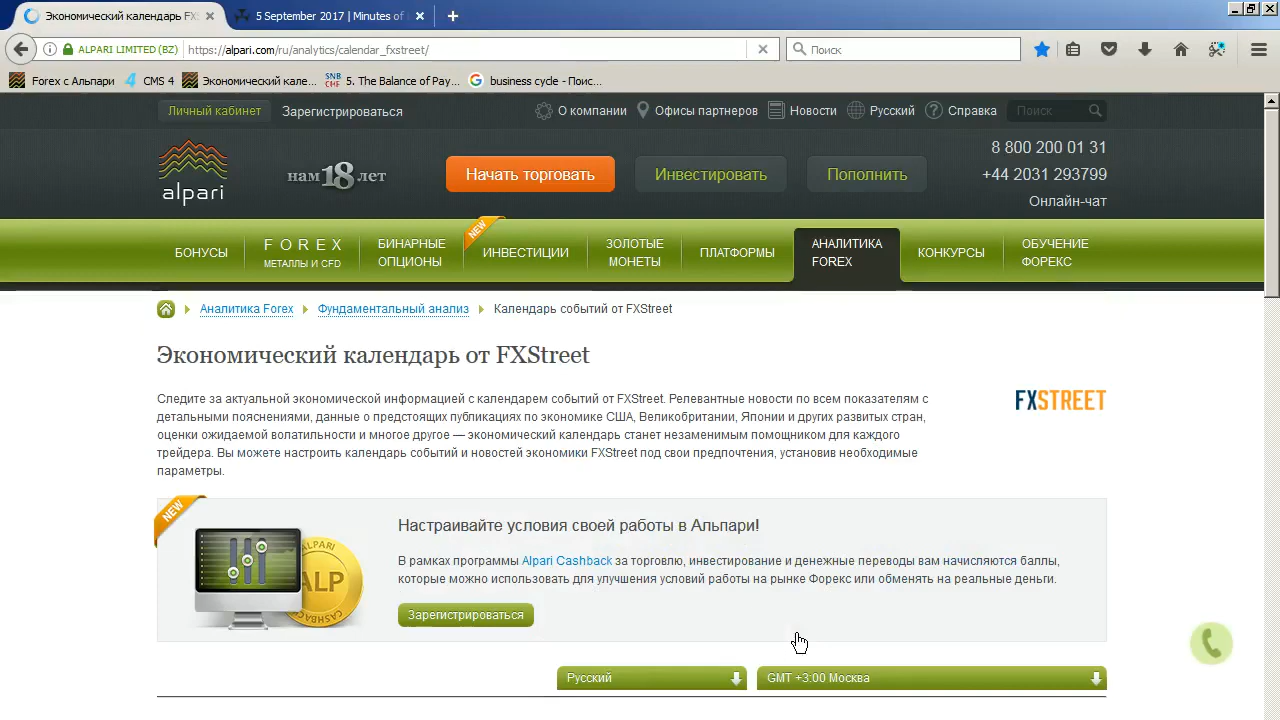 Экономический календарь FXS
5 September 2017 | Minutes of
ALPARI LIMITED (BZ)
https://alpari.com/ru/analytics/calendar_fxstreet/
Поиск
Forex с Альпари
CMS 4
Экономический кале...
SNB
5. The Balance of Pay...
business cycle - Поис...
Личный кабинет
Зарегистрироваться
О компании
Офисы партнеров
Новости
Русский
Справка
Поиск
alpari
нам 18 лет
Начать торговать
Инвестировать
Пополнить
8 800 200 01 31
+44 2031 293799
Онлайн-чат
БОНУСЫ
FOREX
МЕТАЛЛЫ И CFD
БИНАРНЫЕ
ОПЦИОНЫ
NEW
ИНВЕСТИЦИИ
ЗОЛОТЫЕ
МОНЕТЫ
ПЛАТФОРМЫ
АНАЛИТИКА
FOREX
КОНКУРСЫ
ОБУЧЕНИЕ
ФОРЕКС
Аналитика Forex
Фундаментальный анализ
Календарь событий от FXStreet
Экономический календарь от FXStreet
Следите за актуальной экономической информацией с календарем событий от FXStreet. Релевантные новости по всем показателям с
детальными пояснениями, данные о предстоящих публикациях по экономике США, Великобритании, Японии и других развитых стран,
оценки ожидаемой волатильности и многое другое — экономический календарь станет незаменимым помощником для каждого
трейдера. Вы можете настроить календарь событий и новостей экономики FXStreet под свои предпочтения, установив необходимые
параметры.
FXSTREET
NEW
ALPARI
ALP
CASHBACK
Настраивайте условия своей работы в Альпари!
В рамках программы Alpari Cashback за торговлю, инвестирование и денежные переводы вам начисляются баллы,
которые можно использовать для улучшения условий работы на рынке Форекс или обменять на реальные деньги.
Зарегистрироваться
Русский
GMT +3:00 Москва